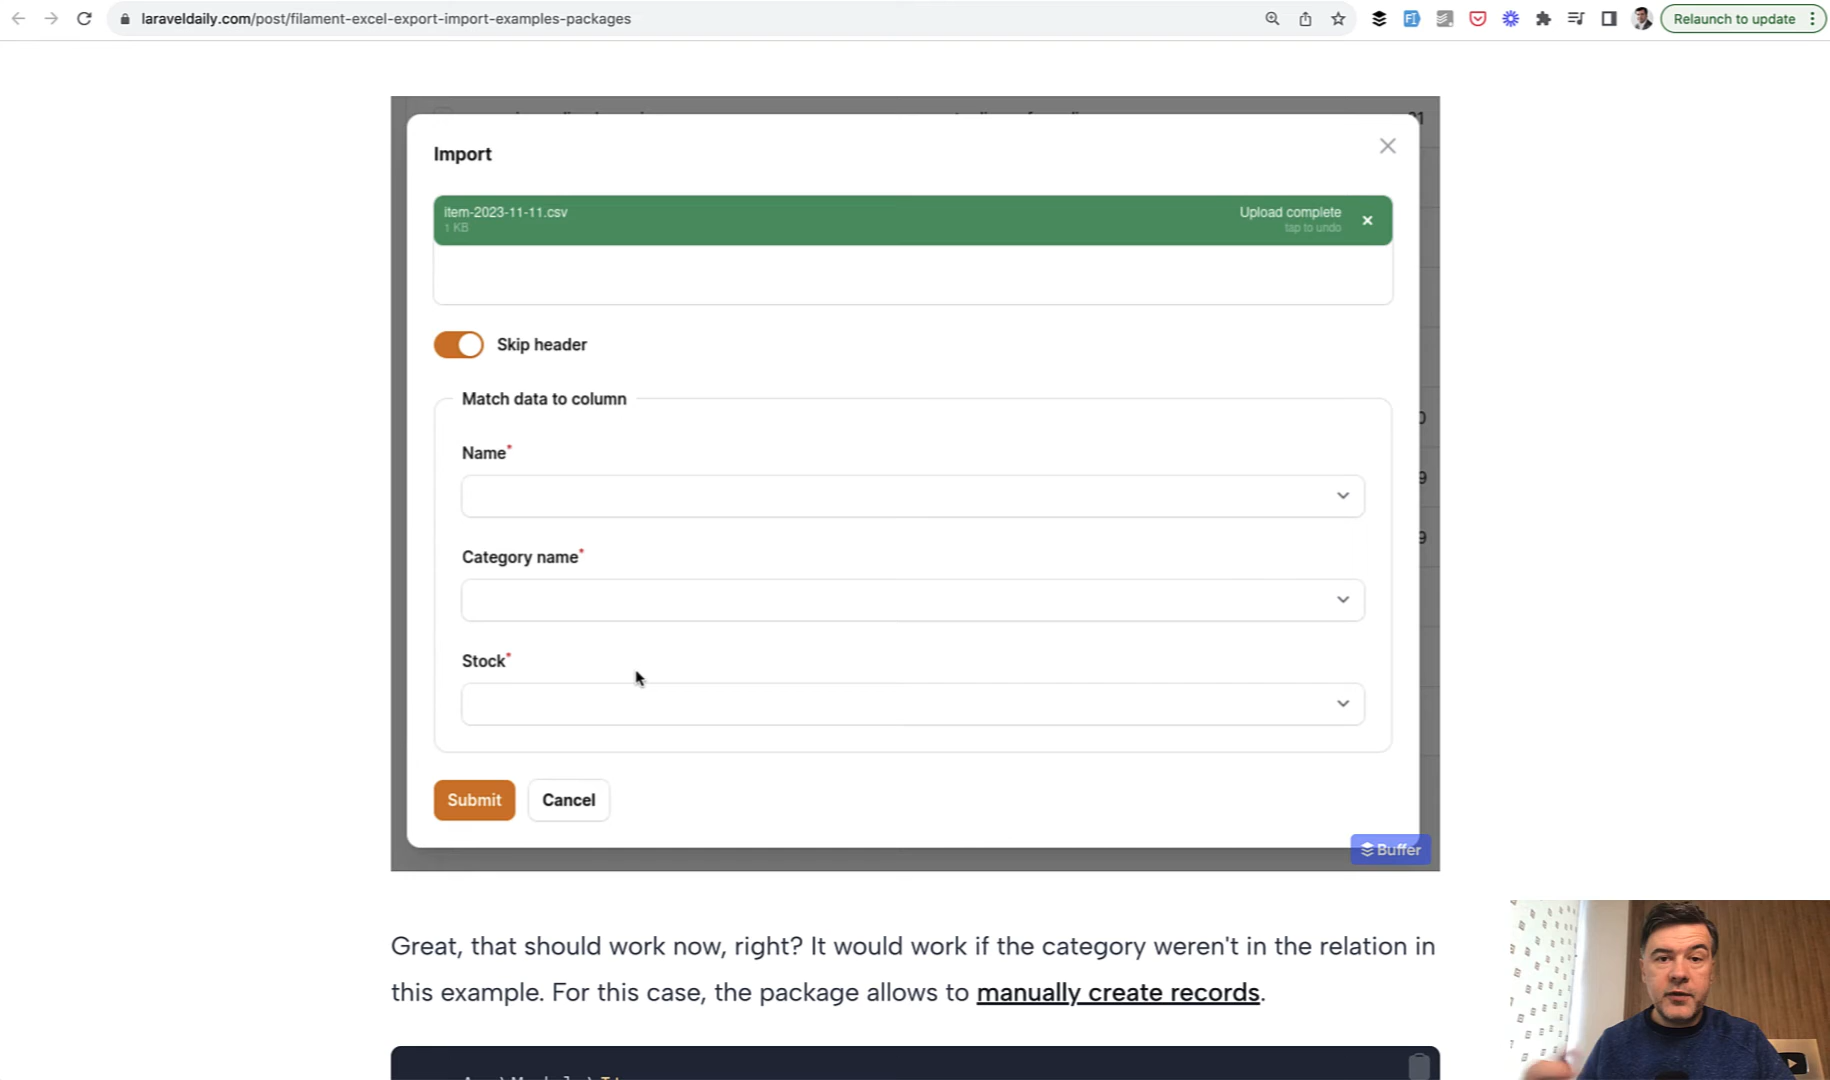 laraveldaily.com/post/filament-excel-export-import-examples-packages
Relaunch to update
Import
item-2023-11-11.csv
1 KB
Upload complete
tap to undo
Skip header
Match data to column
Name*
Category name*
Stock*
Submit
Cancel
Buffer
Great, that should work now, right? It would work if the category weren't in the relation in
this example. For this case, the package allows to manually create records.